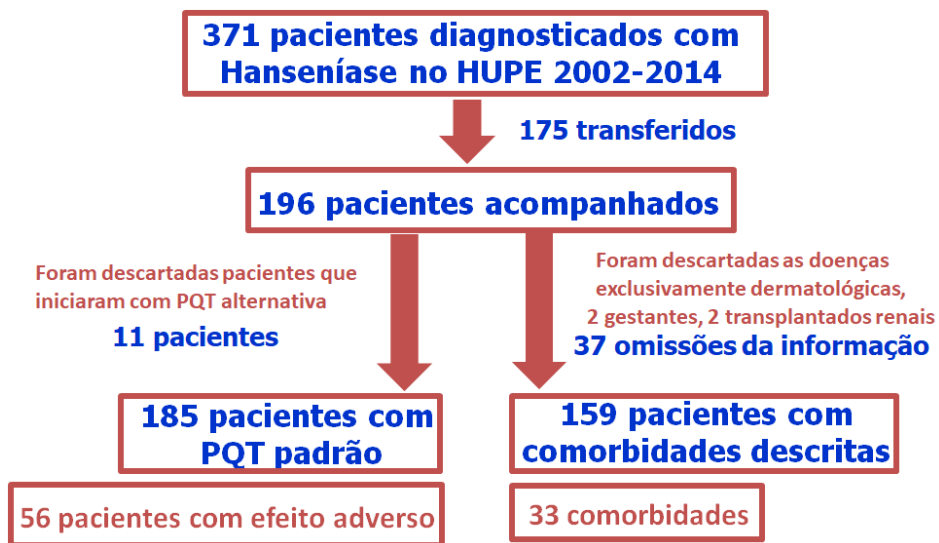 371 pacientes diagnosticados com
Hanseníase no HUPE 2002-2014
175 transferidos
196 pacientes acompanhados
Foram descartadas pacientes que
iniciaram com PQT alternativa
11 pacientes
Foram descartadas as doenças
exclusivamente dermatológicas,
2 gestantes, 2 transplantados renais
37 omissões da informação
185 pacientes com
PQT padrão
159 pacientes com
comorbidades descritas
56 pacientes com efeito adverso
33 comorbidades